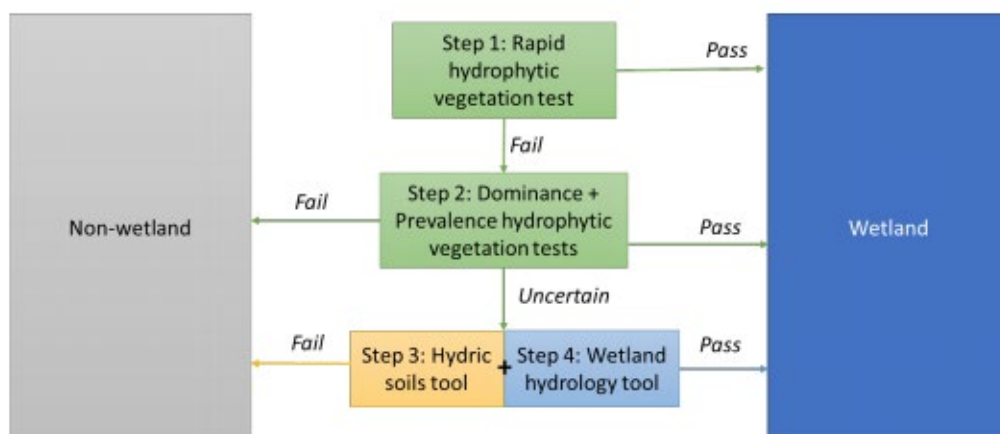 Step 1: Rapid
hydrophytic
vegetation test
Pass
Fail
Step 2: Dominance +
Prevalence hydrophytic
vegetation tests
Fail
Pass
Non-wetland
Wetland
Uncertain
Step 3: Hydric
soils tool
+
Step 4: Wetland
hydrology tool
Fail
Pass